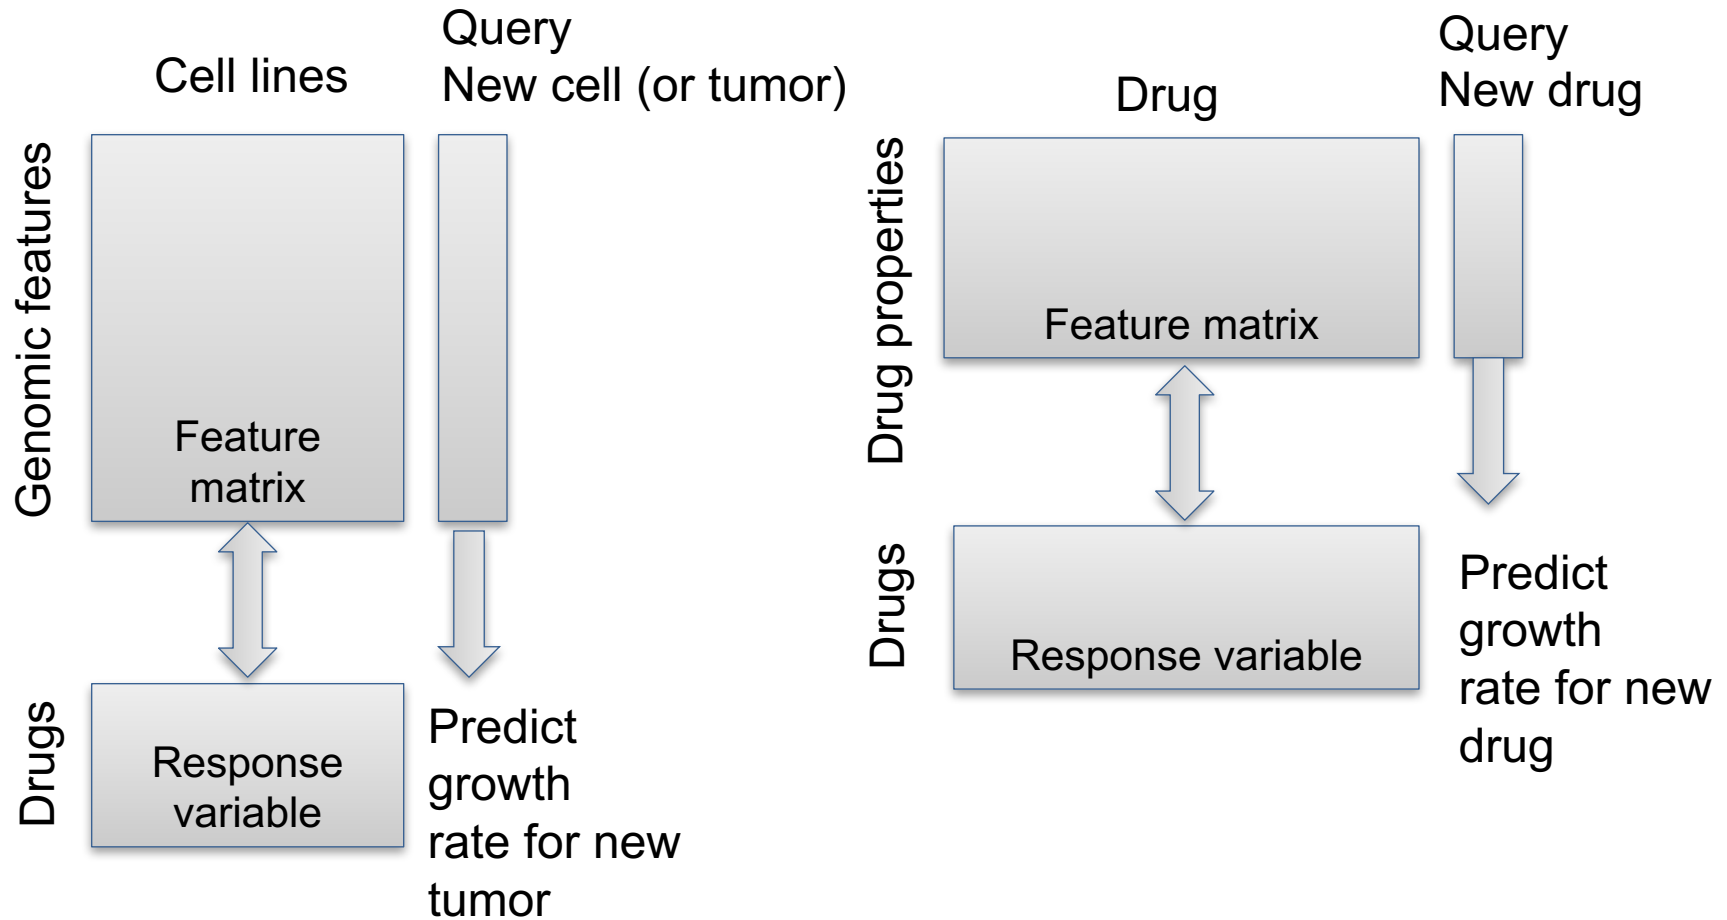 Cell lines
Query
New cell (or tumor)
Genomic features
Feature
matrix
Drugs
Response
variable
Predict
growth
rate for new
tumor
Drug
Query
New drug
Drug properties
Feature matrix
Drugs
Response variable
Predict
growth
rate for new
drug